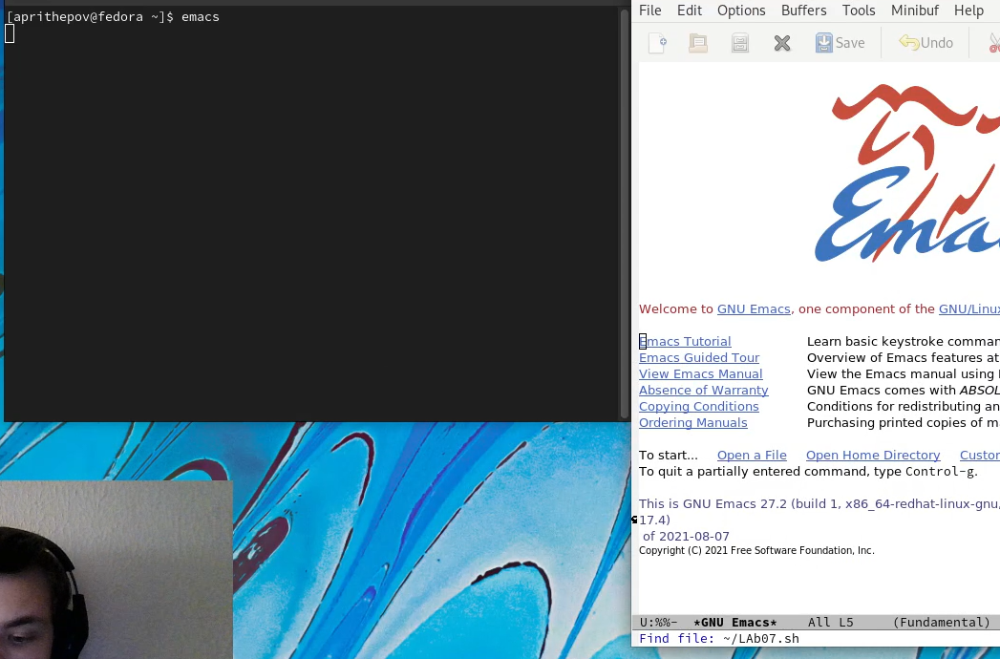 [aprithepov@fedora ~]$ emacs
File Edit Options Buffers Tools Minibuf Help
Save Undo
Ema
Welcome to GNU Emacs, one component of the GNU/Linux
Emacs Tutorial Learn basic keystroke comman
Emacs Guided Tour Overview of Emacs features at
View Emacs Manual View the Emacs manual using
Absence of Warranty GNU Emacs comes with ABSOL
Copying Conditions Conditions for redistributing an
Ordering Manuals Purchasing printed copies of m
To start... Open a File Open Home Directory Custor
To quit a partially entered command, type Control-g.
This is GNU Emacs 27.2 (build 1, x86_64-redhat-linux-gnu,
17.4)
of 2021-08-07
Copyright (C) 2021 Free Software Foundation, Inc.
U:%%- *GNU Emacs* All L5 (Fundamental)
Find file: ~/LAb07.sh